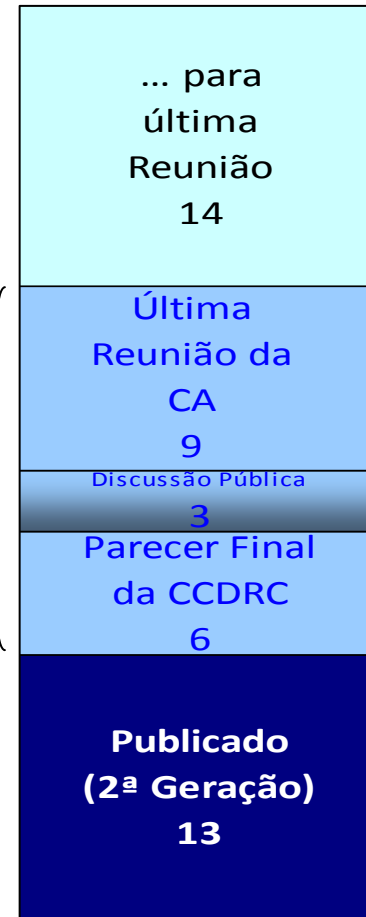 ... para
última
Reunião
14
Última
Reunião da
CA
9
Discussão Pública
3
Parecer Final
da CCDRC
6
Publicado
(2ª Geração)
13